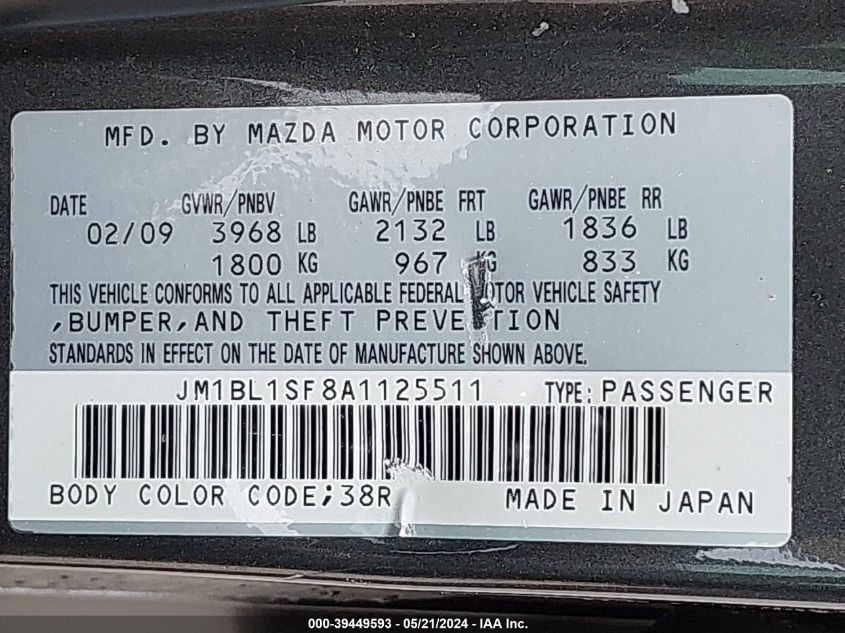 MFD. BY MAZDA MOTOR CORPORATION
DATE GVWR/PNBV GAWR/PNBE FRT GAWR/PNBE RR
02/09 3968 LB 2132 LB 1836 LB
1800 KG 967 KG 833 KG
THIS VEHICLE CONFORMS TO ALL APPLICABLE FEDERAL MOTOR VEHICLE SAFETY
,BUMPER,AND THEFT PREVENTION
STANDARDS IN EFFECT ON THE DATE OF MANUFACTURE SHOWN ABOVE.
JM1BL1SF8A1125511 TYPE: PASSENGER
BODY COLOR CODE;38R MADE IN JAPAN
000-39449593 - 05/21/2024 - IAA Inc.